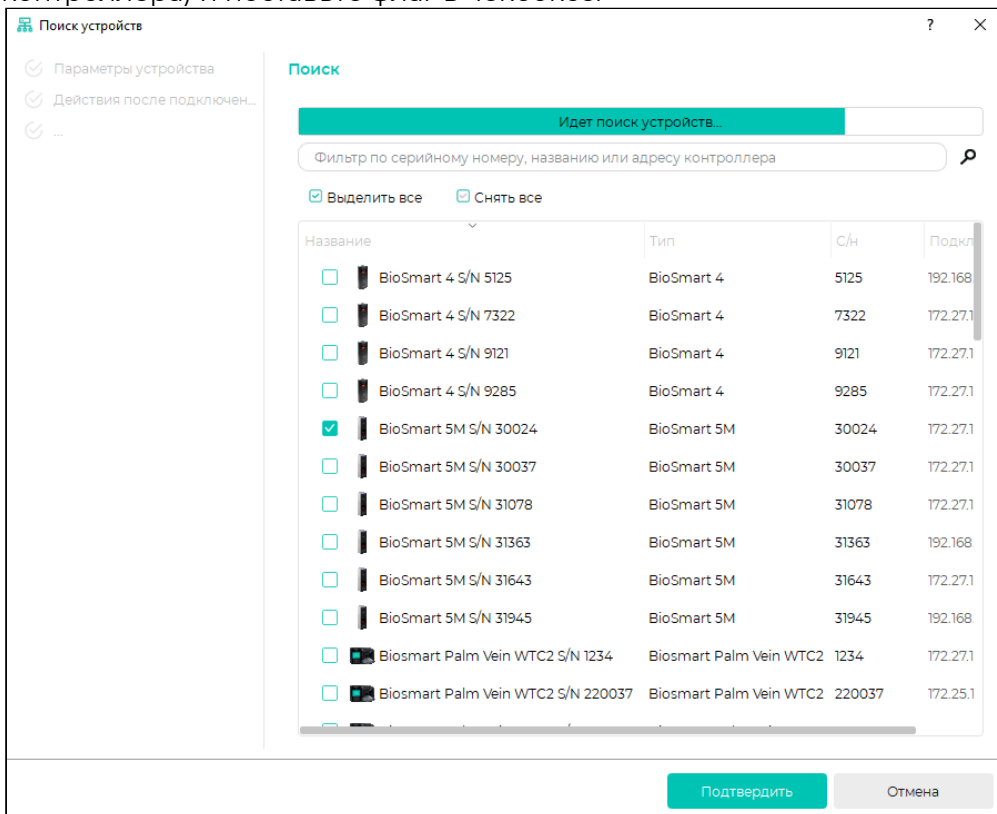 контроллера) и поставьте флаг в чекбоксе.
Поиск устройств ?
Параметры устройства
Действия после подключен...
...
Поиск
Идет поиск устройств...
Фильтр по серийному номеру, названию или адресу контроллера
Выделить все Снять все
Название Тип С/н Подкл
BioSmart 4 S/N 5125 BioSmart 4 5125 192.168.
BioSmart 4 S/N 7322 BioSmart 4 7322 172.27.1
BioSmart 4 S/N 9121 BioSmart 4 9121 172.27.1
BioSmart 4 S/N 9285 BioSmart 4 9285 172.27.1
BioSmart 5M S/N 30024 BioSmart 5M 30024 172.27.1
BioSmart 5M S/N 30037 BioSmart 5M 30037 172.27.1
BioSmart 5M S/N 31078 BioSmart 5M 31078 172.27.1
BioSmart 5M S/N 31363 BioSmart 5M 31363 192.168.
BioSmart 5M S/N 31643 BioSmart 5M 31643 172.27.1
BioSmart 5M S/N 31945 BioSmart 5M 31945 192.168.
Biosmart Palm Vein WTC2 S/N 1234 Biosmart Palm Vein WTC2 1234 172.27.1
Biosmart Palm Vein WTC2 S/N 220037 Biosmart Palm Vein WTC2 220037 172.25.1
Подтвердить Отмена